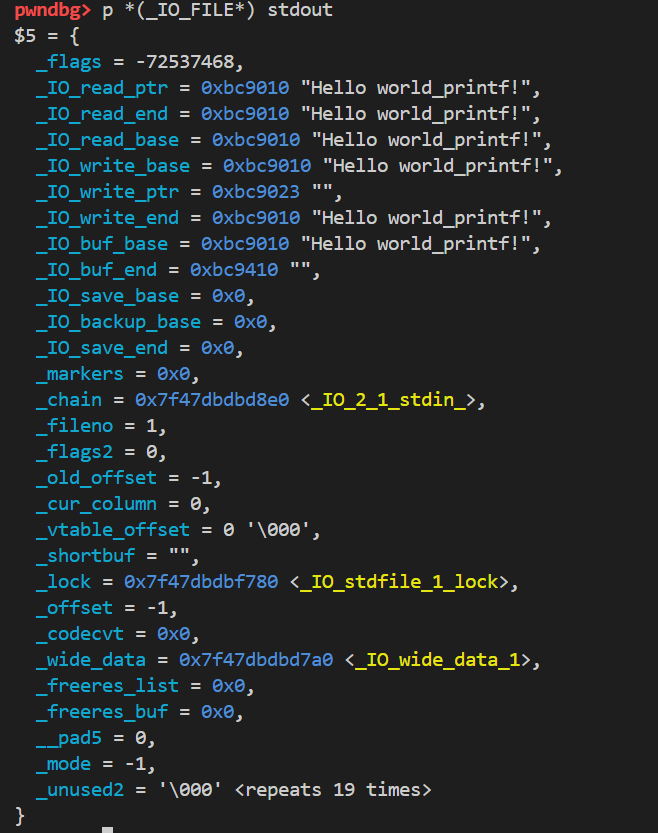 pwndbg> p *(_IO_FILE*) stdout
$5 = {
  _flags = -72537468,
  _IO_read_ptr = 0xbc9010 "Hello world_printf!",
  _IO_read_end = 0xbc9010 "Hello world_printf!",
  _IO_read_base = 0xbc9010 "Hello world_printf!",
  _IO_write_base = 0xbc9010 "Hello world_printf!",
  _IO_write_ptr = 0xbc9023 "",
  _IO_write_end = 0xbc9010 "Hello world_printf!",
  _IO_buf_base = 0xbc9010 "Hello world_printf!",
  _IO_buf_end = 0xbc9410 "",
  _IO_save_base = 0x0,
  _IO_backup_base = 0x0,
  _IO_save_end = 0x0,
  _markers = 0x0,
  _chain = 0x7f47dbdbd8e0 <_IO_2_1_stdin_>,
  _fileno = 1,
  _flags2 = 0,
  _old_offset = -1,
  _cur_column = 0,
  _vtable_offset = 0 '\000',
  _shortbuf = "",
  _lock = 0x7f47dbdbf780 <_IO_stdfile_1_lock>,
  _offset = -1,
  _codecvt = 0x0,
  _wide_data = 0x7f47dbdbd7a0 <_IO_wide_data_1>,
  _freeres_list = 0x0,
  _freeres_buf = 0x0,
  __pad5 = 0,
  _mode = -1,
  _unused2 = '\000' <repeats 19 times>
}